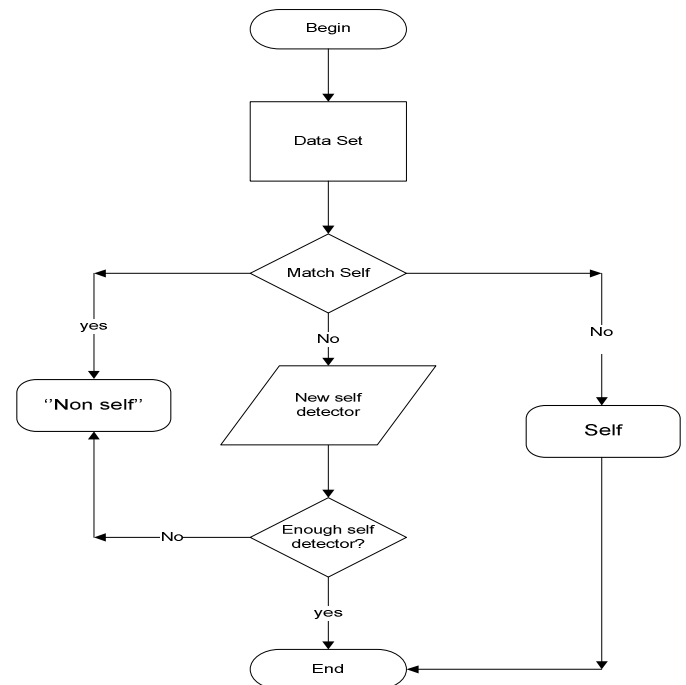 Begin
Data Set
Match Self
yes
No
No
‘’Non self’’
New self
detector
Self
Enough self
detector?
No
yes
End